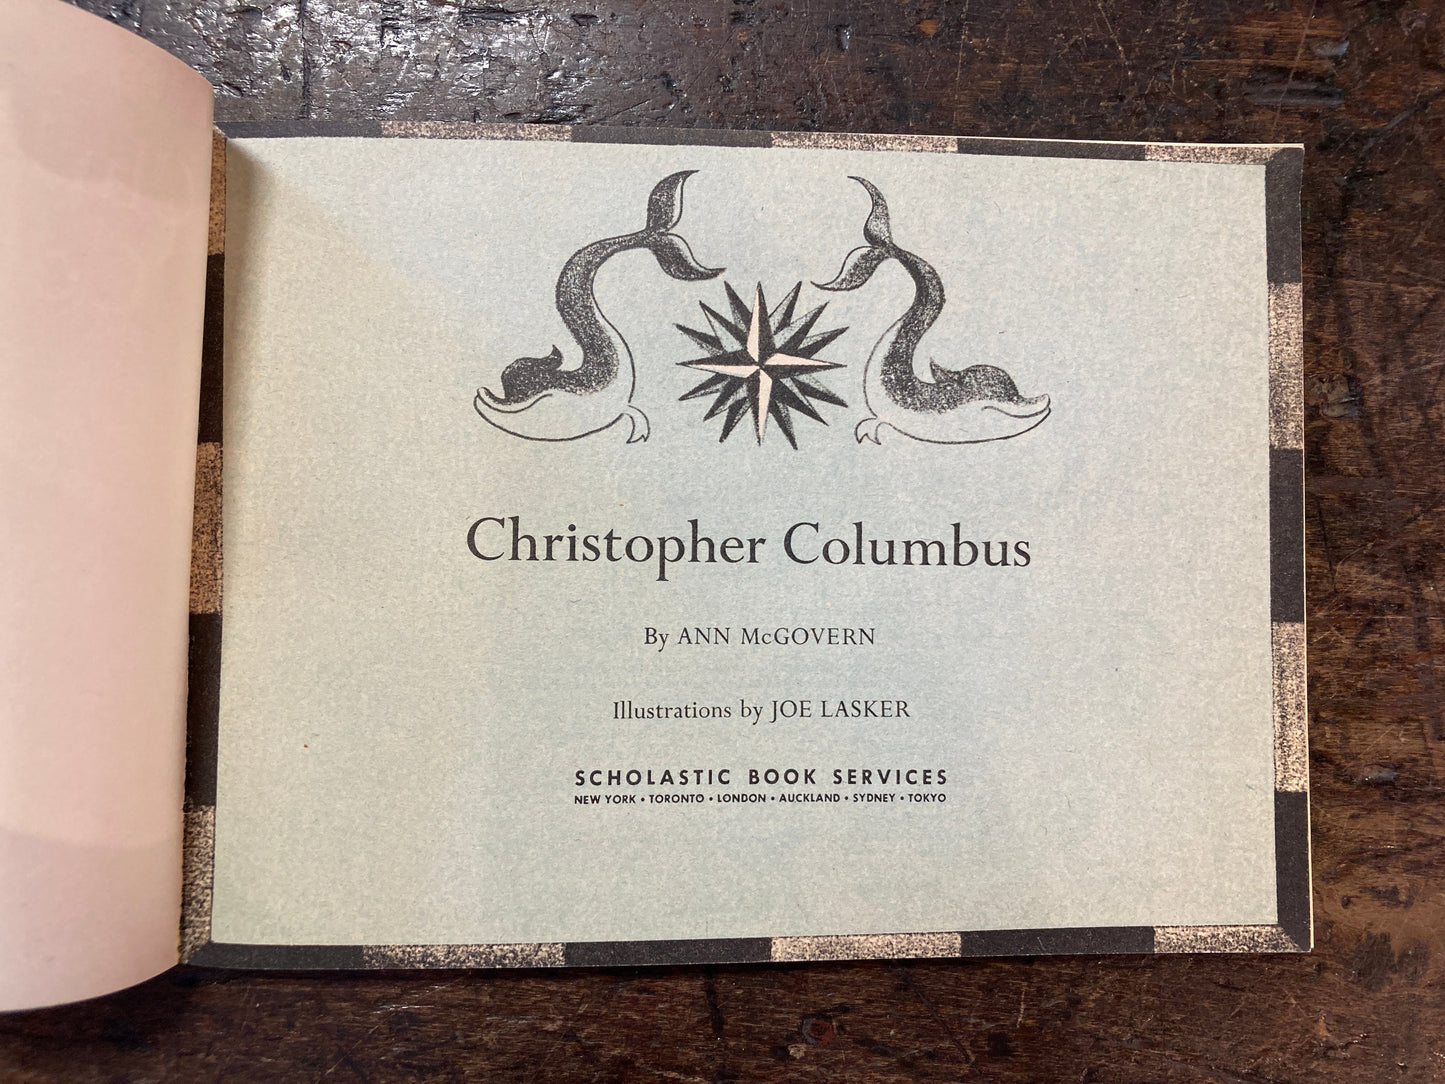 Christopher Columbus
By ANN McGOVERN
Illustrations by JOE LASKER
SCHOLASTIC BOOK SERVICES
NEW YORK • TORONTO • LONDON • AUCKLAND • SYDNEY • TOKYO